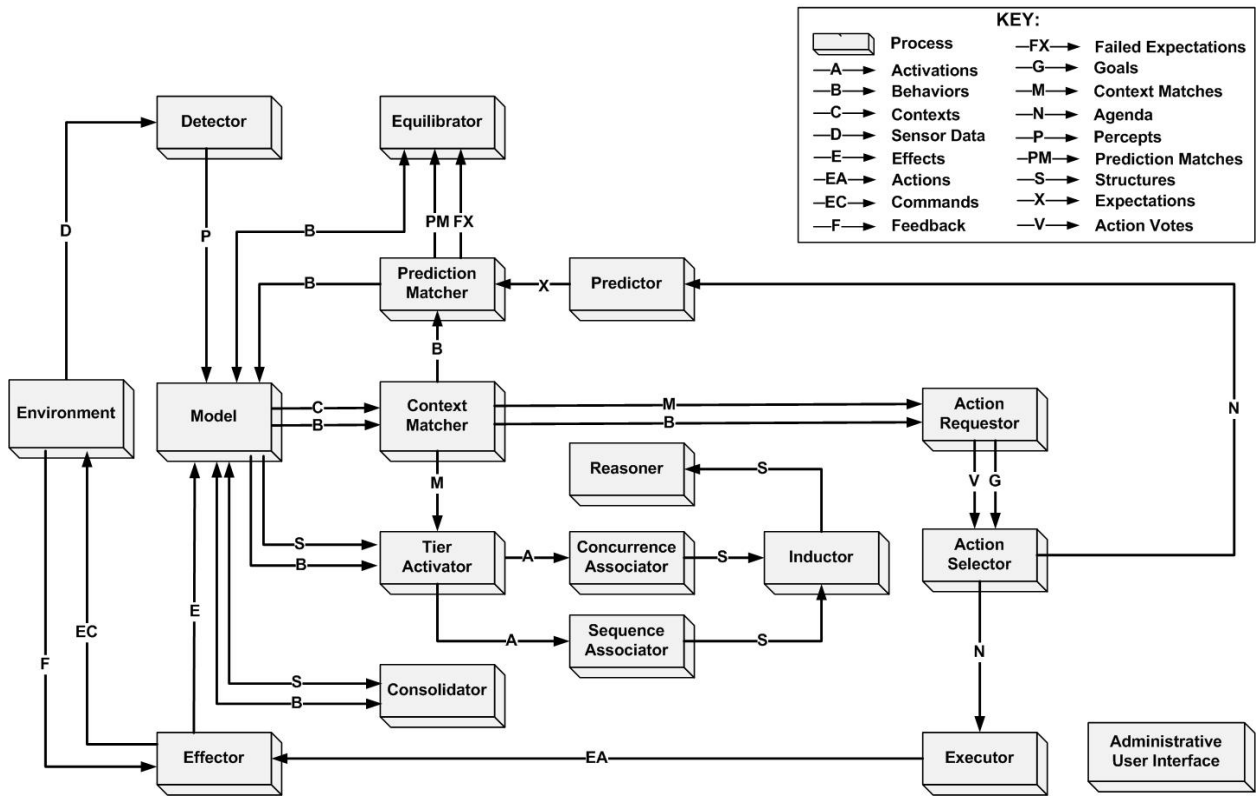 KEY:
Process
A
Activations
B
Behaviors
C
Contexts
D
Sensor Data
E
Effects
EA
Actions
EC
Commands
F
Feedback
FX
Failed Expectations
G
Goals
M
Context Matches
N
Agenda
P
Percepts
PM
Prediction Matches
S
Structures
X
Expectations
V
Action Votes
Detector
Equilibrator
D
P
B
PM
FX
B
Prediction
Matcher
X
Predictor
B
Environment
Model
C
B
Context
Matcher
M
B
Action
Requestor
N
Reasoner
S
M
V
G
S
B
Tier
Activator
A
Concurrence
Associator
S
Inductor
Action
Selector
E
EC
F
A
Sequence
Associator
S
N
S
B
Consolidator
Effector
EA
Executor
Administrative
User Interface